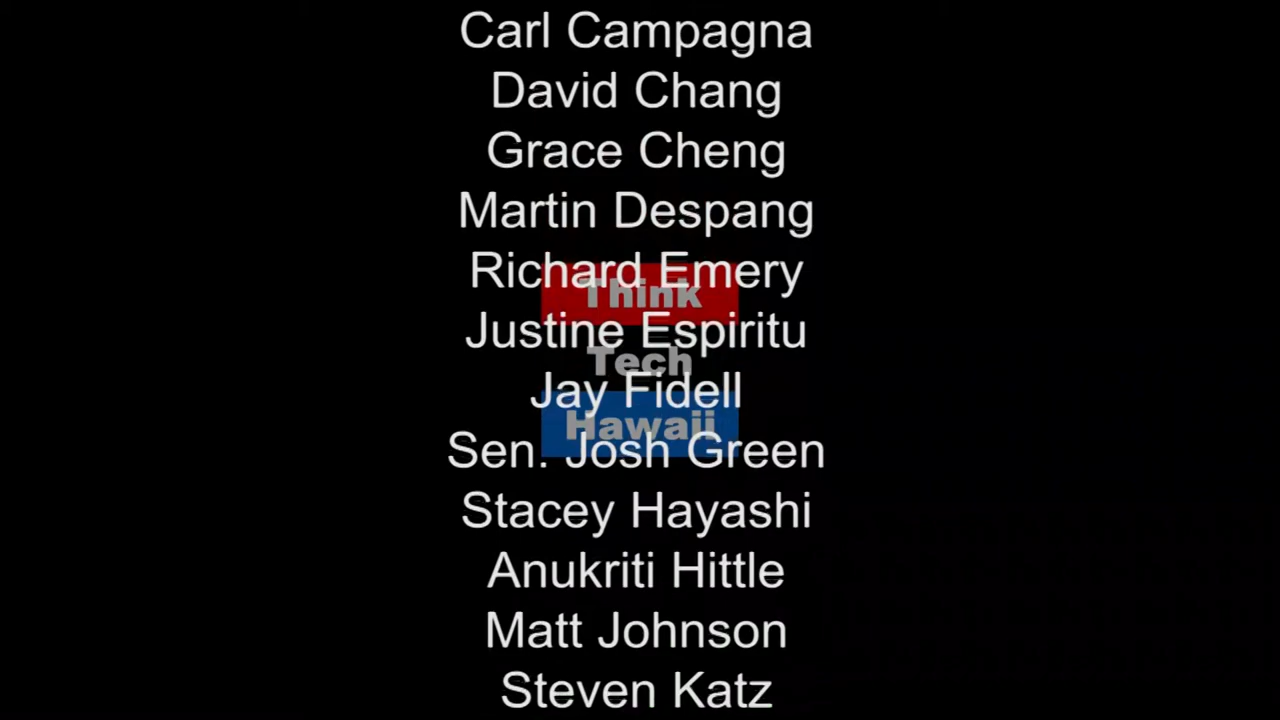 Carl Campagna
David Chang
Grace Cheng
Martin Despang
Richard Emery
Think
Justine Espiritu
Tech
Jay Fidell
Hawaii
Sen. Josh Green
Stacey Hayashi
Anukriti Hittle
Matt Johnson
Steven Katz